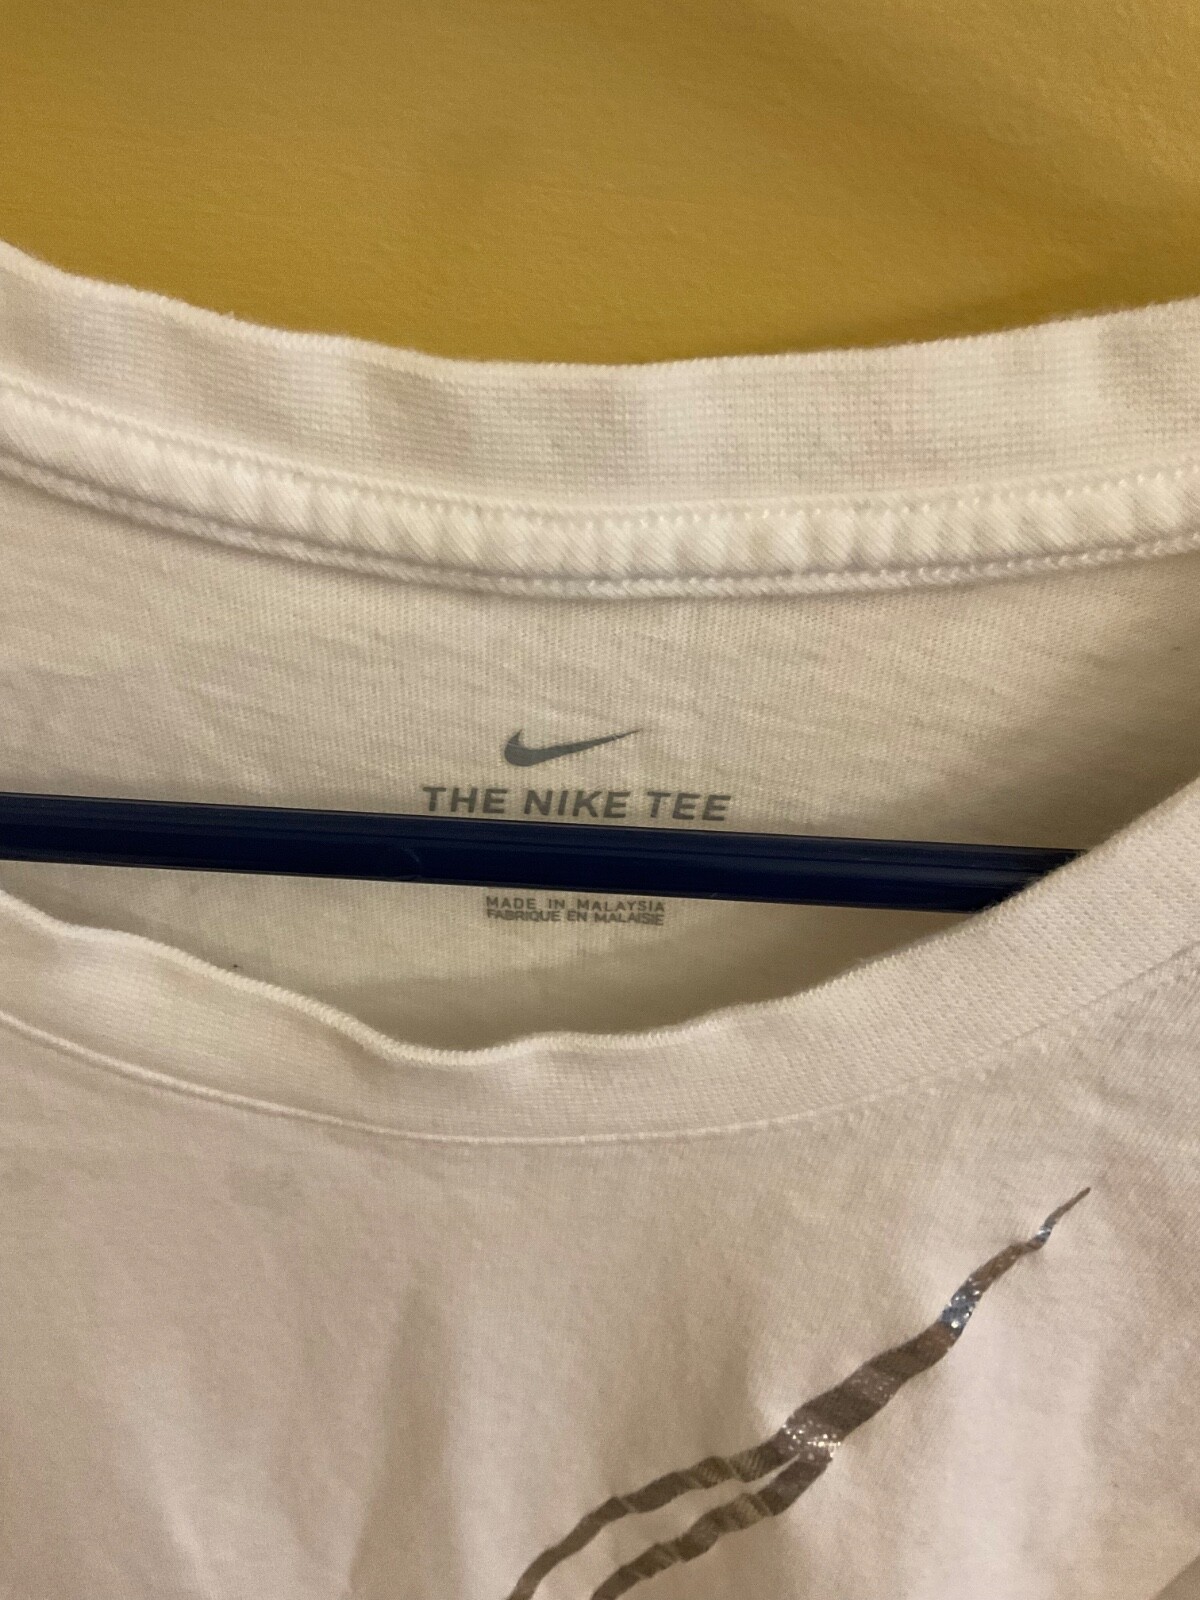 THE NIKE TEE
MADE IN MALAYSIA
FABRIQUE EN MALAISIE